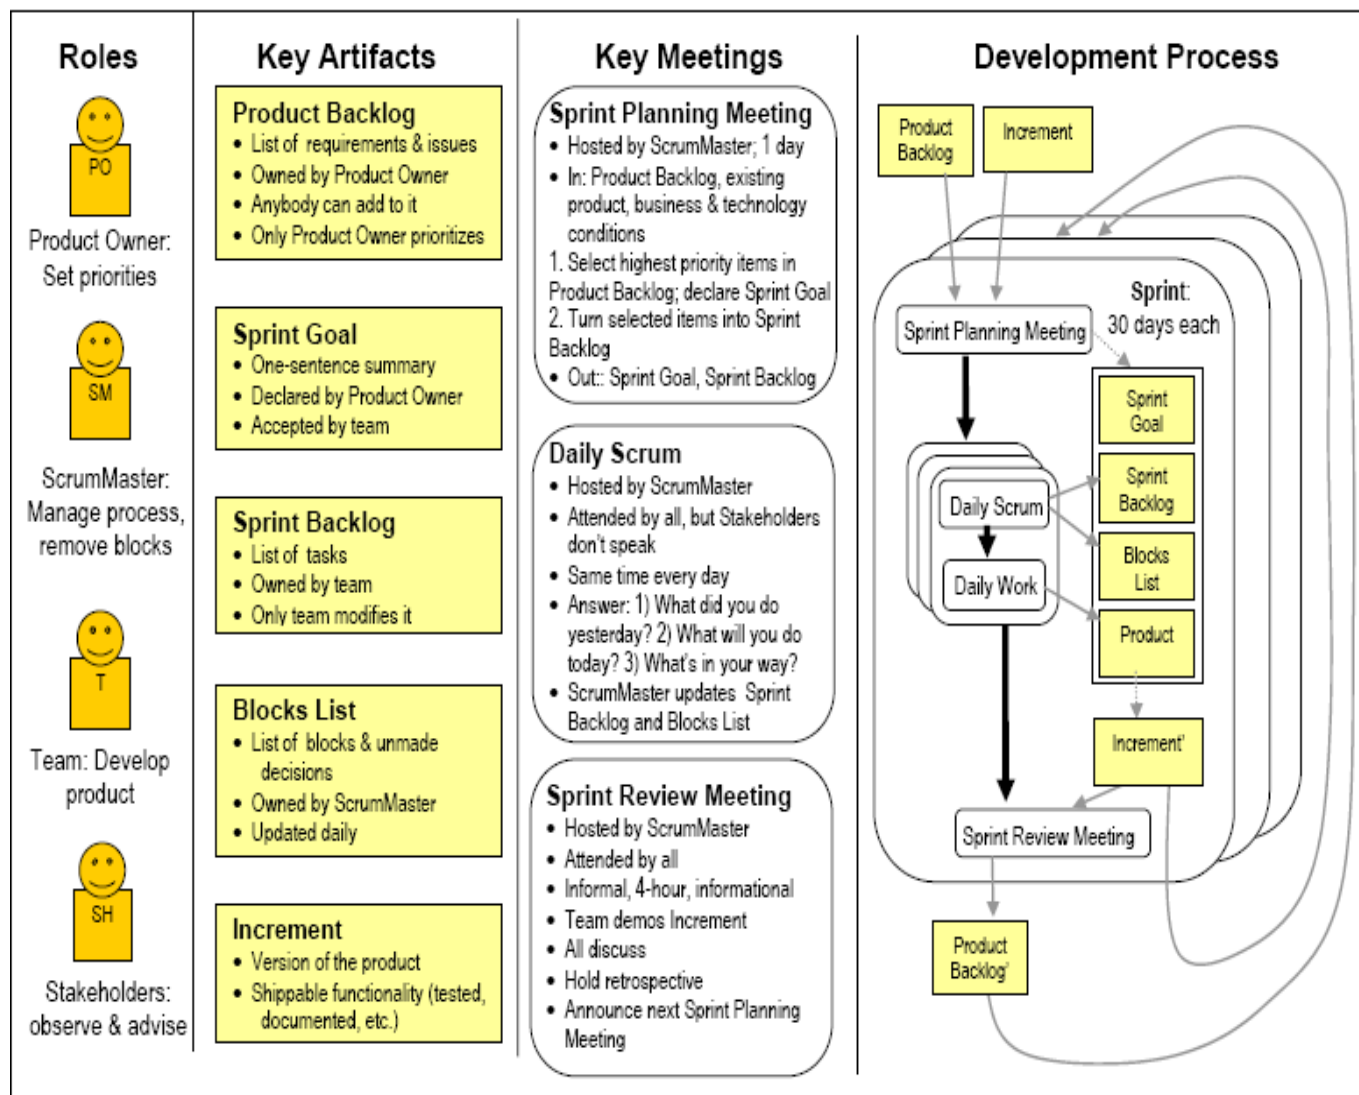 Roles
PO
Product Owner:
Set priorities
SM
ScrumMaster:
Manage process,
remove blocks
T
Team: Develop
product
SH
Stakeholders:
observe & advise
Key Artifacts
Product Backlog
• List of requirements & issues
• Owned by Product Owner
• Anybody can add to it
• Only Product Owner prioritizes
Sprint Goal
• One-sentence summary
• Declared by Product Owner
• Accepted by team
Sprint Backlog
• List of tasks
• Owned by team
• Only team modifies it
Blocks List
• List of blocks & unmade
decisions
• Owned by ScrumMaster
• Updated daily
Increment
• Version of the product
• Shippable functionality (tested,
documented, etc.)
Key Meetings
Sprint Planning Meeting
• Hosted by ScrumMaster; 1 day
• In: Product Backlog, existing
product, business & technology
conditions
1. Select highest priority items in
Product Backlog; declare Sprint Goal
2. Turn selected items into Sprint
Backlog
• Out:: Sprint Goal, Sprint Backlog
Daily Scrum
• Hosted by ScrumMaster
• Attended by all, but Stakeholders
don't speak
• Same time every day
• Answer: 1) What did you do
yesterday? 2) What will you do
today? 3) What's in your way?
• ScrumMaster updates Sprint
Backlog and Blocks List
Sprint Review Meeting
• Hosted by ScrumMaster
• Attended by all
• Informal, 4-hour, informational
• Team demos Increment
• All discuss
• Hold retrospective
• Announce next Sprint Planning
Meeting
Development Process
Product
Backlog
Increment
Sprint:
30 days each
Sprint Planning Meeting
Sprint
Goal
Sprint
Backlog
Blocks
List
Product
Daily Scrum
Daily Work
Increment'
Sprint Review Meeting
Product
Backlog'